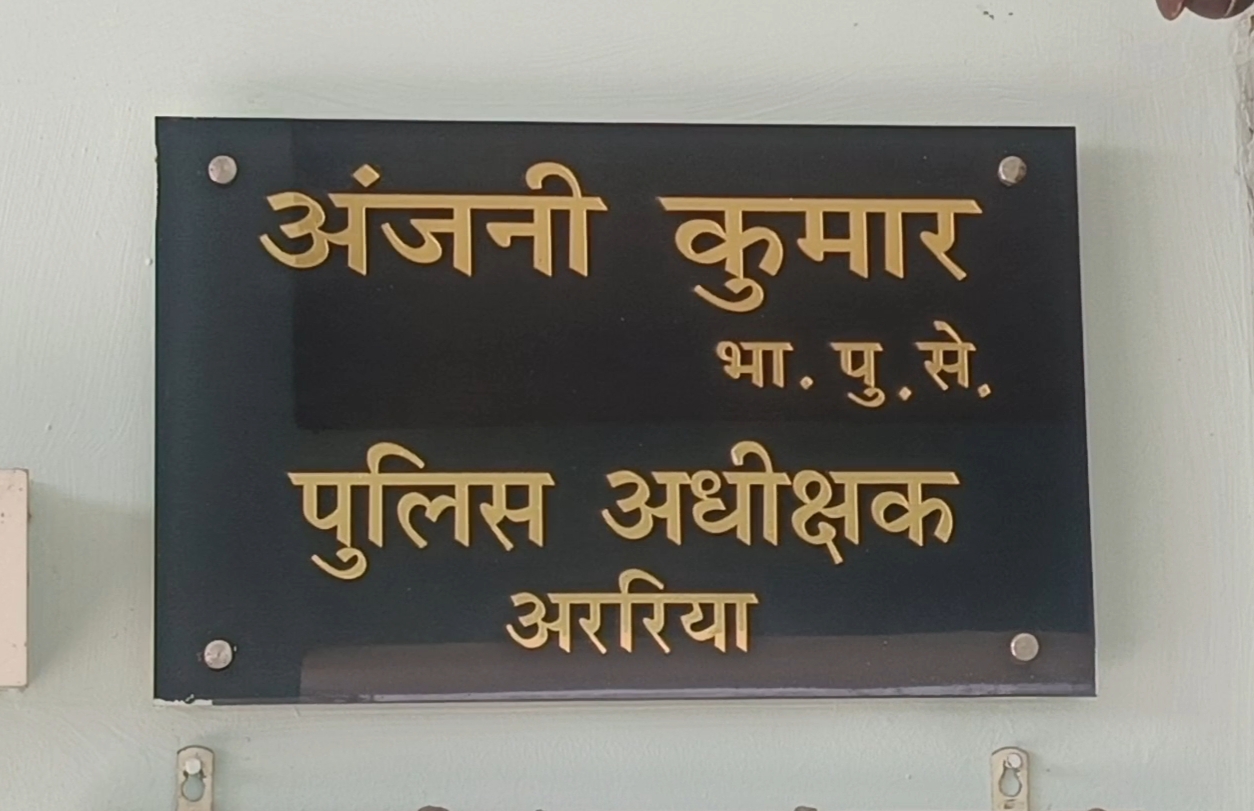 अंजनी कुमार
भा. पु. से.
पुलिस अधीक्षक
अररिया